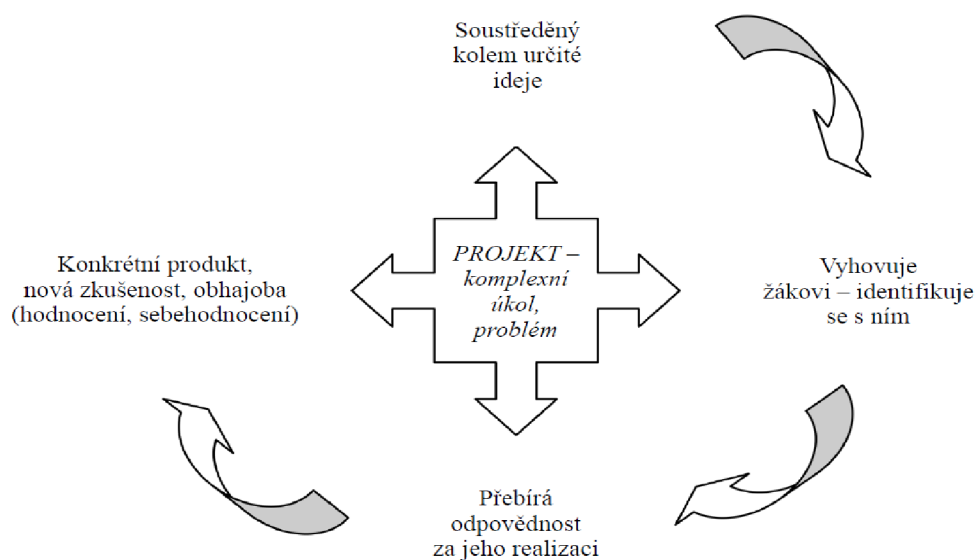 Soustředěný
kolem určité
ideje
PROJEKT –
komplexní
úkol,
problém
Konkrétní produkt,
nová zkušenost, obhajoba
(hodnocení, sebehodnocení)
Vyhovuje
žákovi – identifikuje
se s ním
Přebírá
odpovědnost
za jeho realizaci